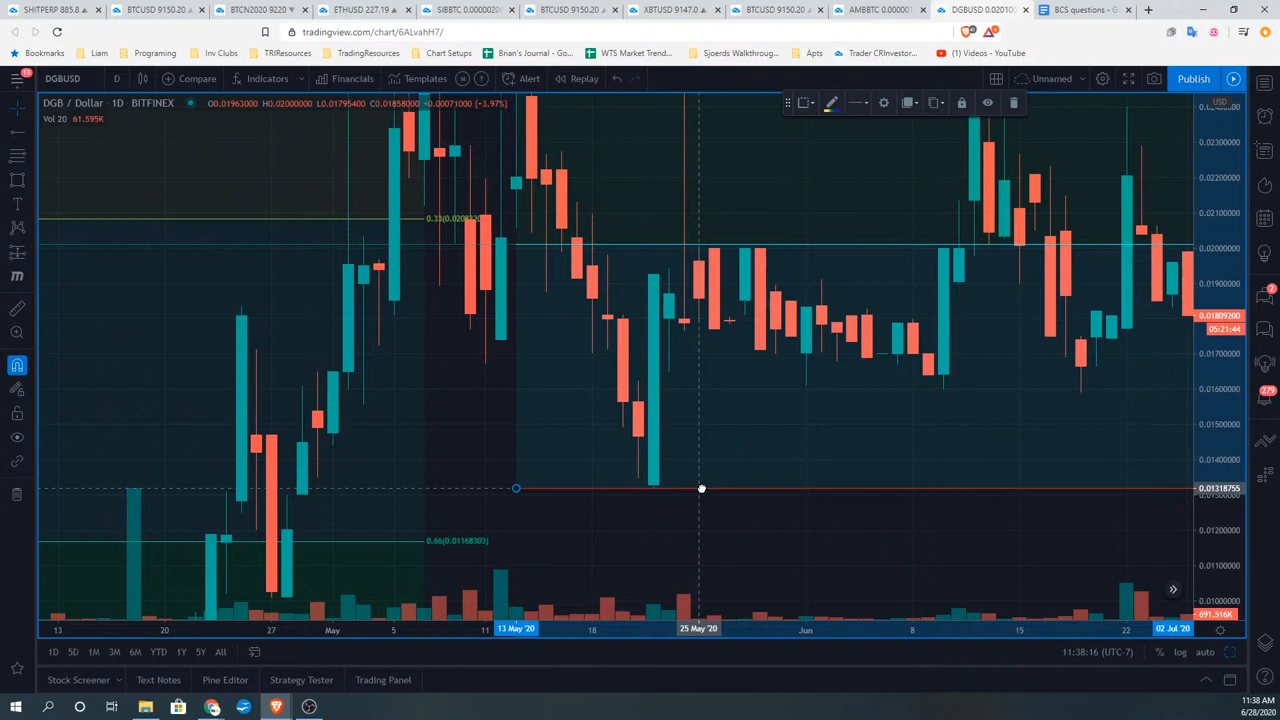 SHITPERP 885.8
BTCUSD 9150.20
BTCN2020 9220
ETHUSD 227.19
SIBBTC 0.0000020
BTCUSD 9150.20
XBTUSD 9147.0
BTCUSD 9150.20
AMBBTC 0.000001
DGBUSD 0.020100
BCS questions - G
tradingview.com/chart/6ALvahH7/
Bookmarks Liam Programing Inv Clubs TRIResources TradingResources Chart Setups Brian's Journal - Go... WTS Market Trend... Sjoerds Walkthroug... Apts Trader CRInvestor... (1) Videos - YouTube
13 DGBUSD D Compare Indicators Financials Templates M T Alert Replay Unnamed Publish
DGB / Dollar · 1D · BITFINEX O0.01963000 H0.02000000 L0.01795400 C0.01858000 +0.00071000 (+3.97%) USD
Vol 20 61.595K
0.02300000
0.02200000
0.02100000
0.02000000
0.01900000
0.01809200
05:21:44
0.01700000
0.01600000
0.01500000
0.01400000
0.01318755
0.01200000
0.01100000
0.01000000
691.516K
0.66(0.01168303)
2
279
13 20 27 May 5 11 13 May '20 18 25 May '20 Jun 8 15 22 02 Jul '20
1D 5D 1M 3M 6M YTD 1Y 5Y All 11:38:16 (UTC-7) % log auto
Stock Screener Text Notes Pine Editor Strategy Tester Trading Panel
11:38 AM
6/28/2020